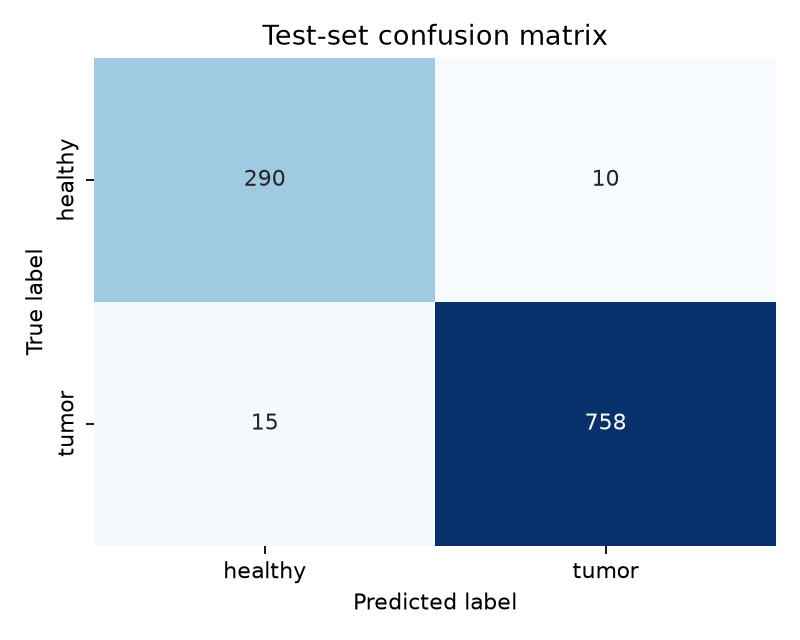 Test-set confusion matrix
True label
healthy
290
10
tumor
15
758
healthy
tumor
Predicted label